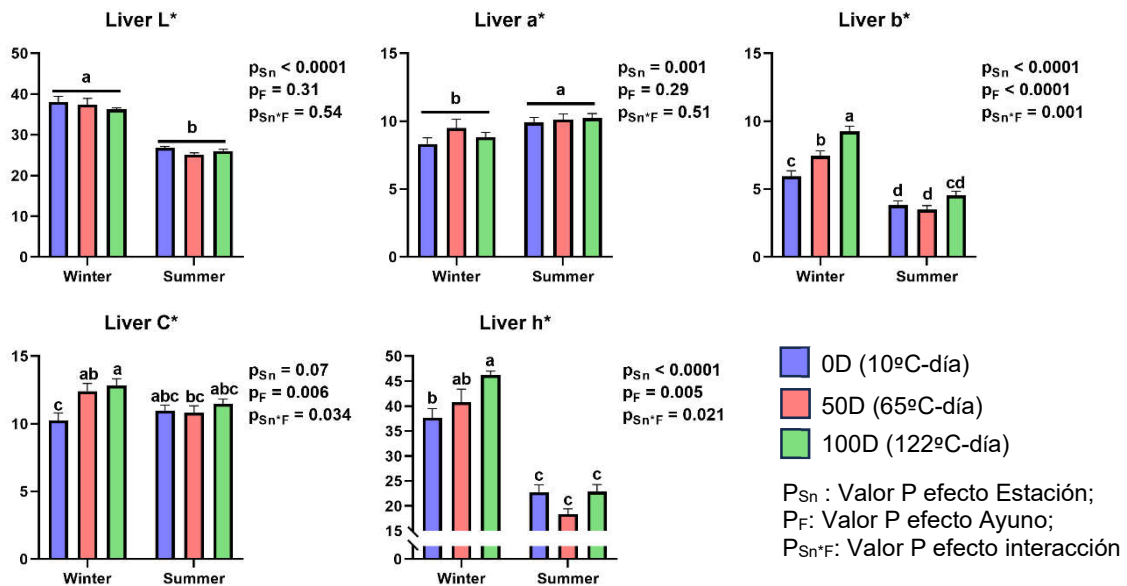 Liver L*
50
40
30
20
10
0
a
b
Winter
Summer
pSn < 0.0001
pF = 0.31
pSn*F = 0.54
Liver a*
15
10
5
0
b
a
Winter
Summer
pSn = 0.001
pF = 0.29
pSn*F = 0.51
Liver b*
15
10
5
0
c
b
a
d
d
cd
Winter
Summer
pSn < 0.0001
pF < 0.0001
pSn*F = 0.001
Liver C*
15
10
5
0
c
ab
a
abc
bc
abc
Winter
Summer
pSn = 0.07
pF = 0.006
pSn*F = 0.034
Liver h*
50
45
40
35
30
25
20
15
0
b
ab
a
c
c
c
Winter
Summer
pSn < 0.0001
pF = 0.005
pSn*F = 0.021
0D (10ºC-día)
50D (65ºC-día)
100D (122ºC-día)
PSn : Valor P efecto Estación;
PF: Valor P efecto Ayuno;
PSn*F: Valor P efecto interacción